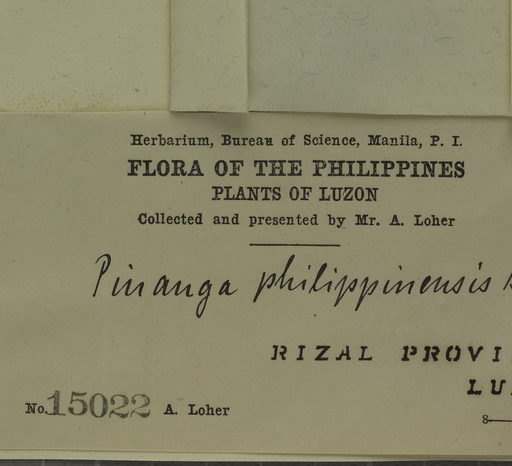 Herbarium, Bureau of Science, Manila, P. I.
FLORA OF THE PHILIPPINES
PLANTS OF LUZON
Collected and presented by Mr. A. Loher
Pinanga philippinensis
RIZAL PROVI
LU
No. 15022 A. Loher
8